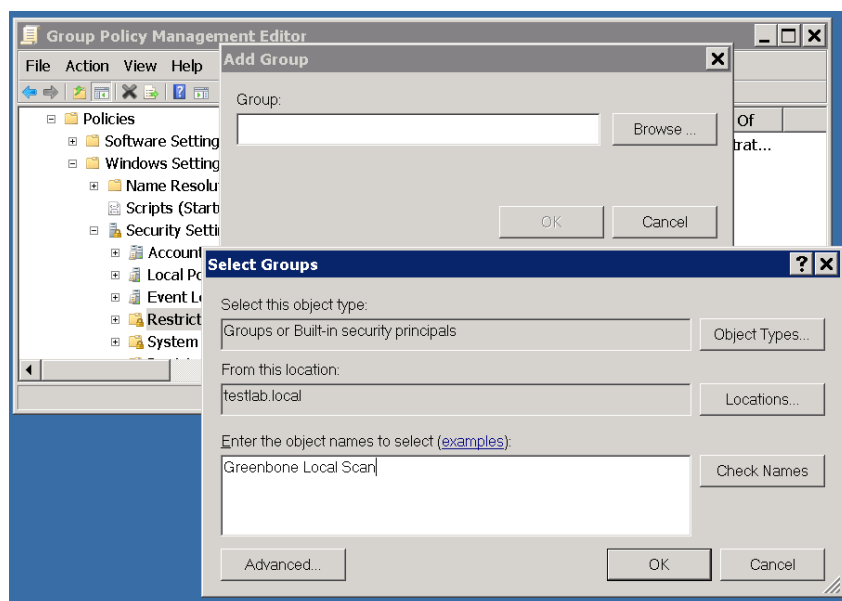 Group Policy Management Editor
File Action View Help
Policies
Software Setting
Windows Setting
Name Resolu
Scripts (Start
Security Setti
Account
Local Po
Event L
Restrict
System
Of
trat...
Add Group
Group:
Browse ...
OK
Cancel
Select Groups
Select this object type:
Groups or Built-in security principals
Object Types...
From this location:
testlab.local
Locations...
Enter the object names to select (examples):
Greenbone Local Scan
Check Names
Advanced...
OK
Cancel